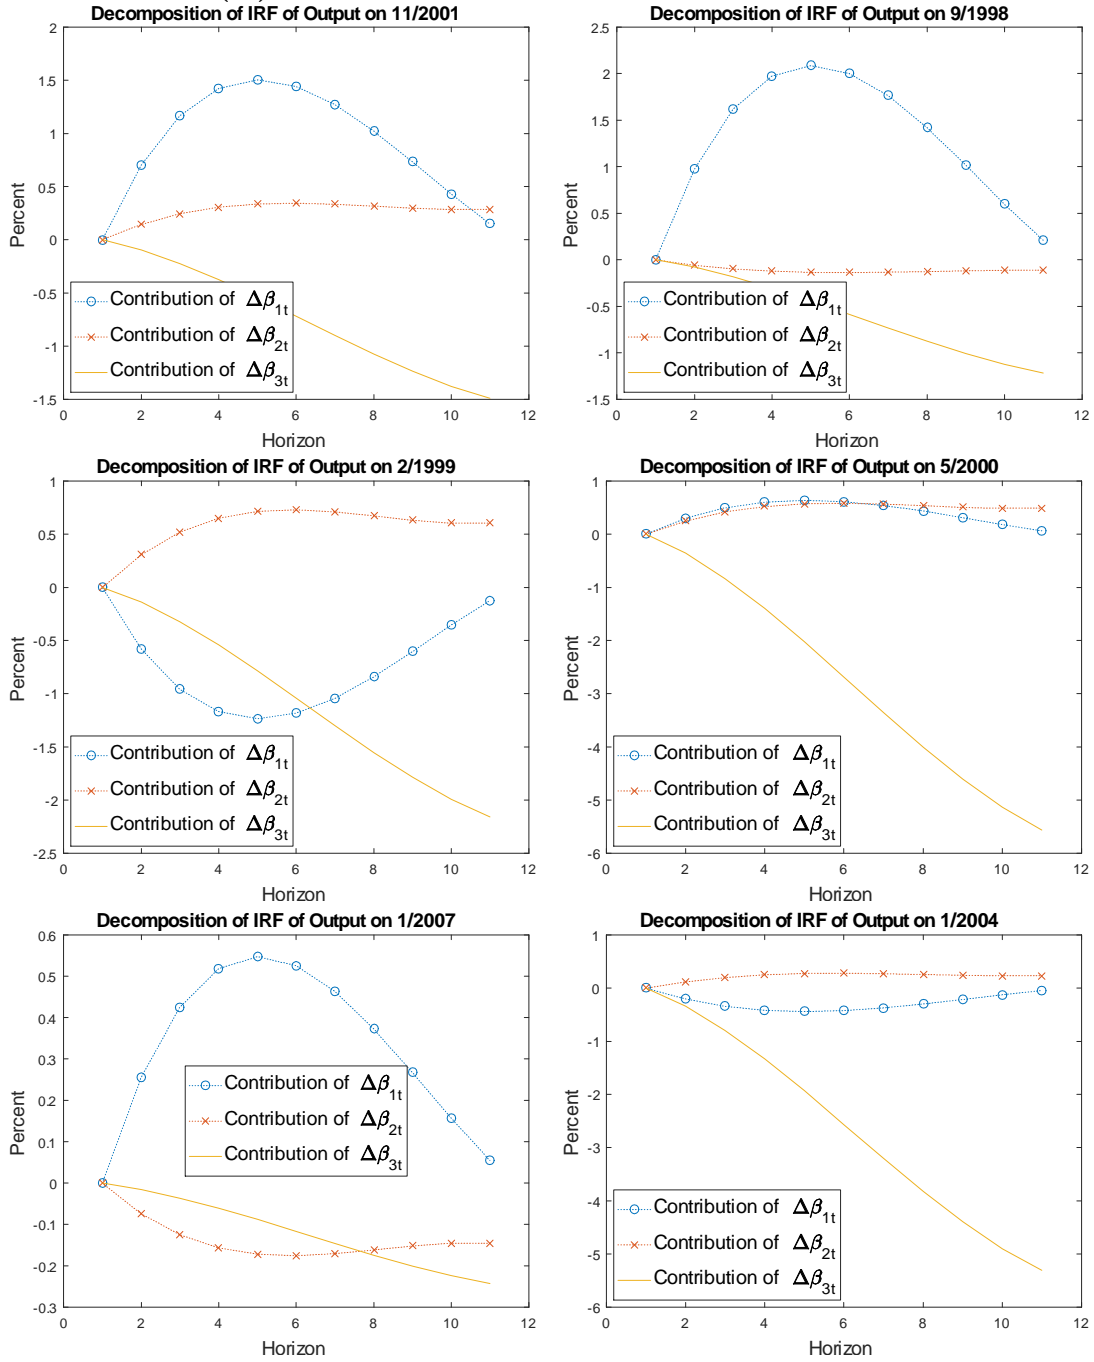 Decomposition of IRF of Output on 11/2001
2
1.5
1
0.5
0
-0.5
-1
-1.5
Percent
Contribution of Δβ1t
Contribution of Δβ2t
Contribution of Δβ3t
0 2 4 6 8 10 12
Horizon
Decomposition of IRF of Output on 9/1998
2.5
2
1.5
1
0.5
0
-0.5
-1
-1.5
Percent
Contribution of Δβ1t
Contribution of Δβ2t
Contribution of Δβ3t
0 2 4 6 8 10 12
Horizon
Decomposition of IRF of Output on 2/1999
1
0.5
0
-0.5
-1
-1.5
-2
-2.5
Percent
Contribution of Δβ1t
Contribution of Δβ2t
Contribution of Δβ3t
0 2 4 6 8 10 12
Horizon
Decomposition of IRF of Output on 5/2000
1
0
-1
-2
-3
-4
-5
-6
Percent
Contribution of Δβ1t
Contribution of Δβ2t
Contribution of Δβ3t
0 2 4 6 8 10 12
Horizon
Decomposition of IRF of Output on 1/2007
0.6
0.5
0.4
0.3
0.2
0.1
0
-0.1
-0.2
-0.3
Percent
Contribution of Δβ1t
Contribution of Δβ2t
Contribution of Δβ3t
0 2 4 6 8 10 12
Horizon
Decomposition of IRF of Output on 1/2004
1
0
-1
-2
-3
-4
-5
-6
Percent
Contribution of Δβ1t
Contribution of Δβ2t
Contribution of Δβ3t
0 2 4 6 8 10 12
Horizon